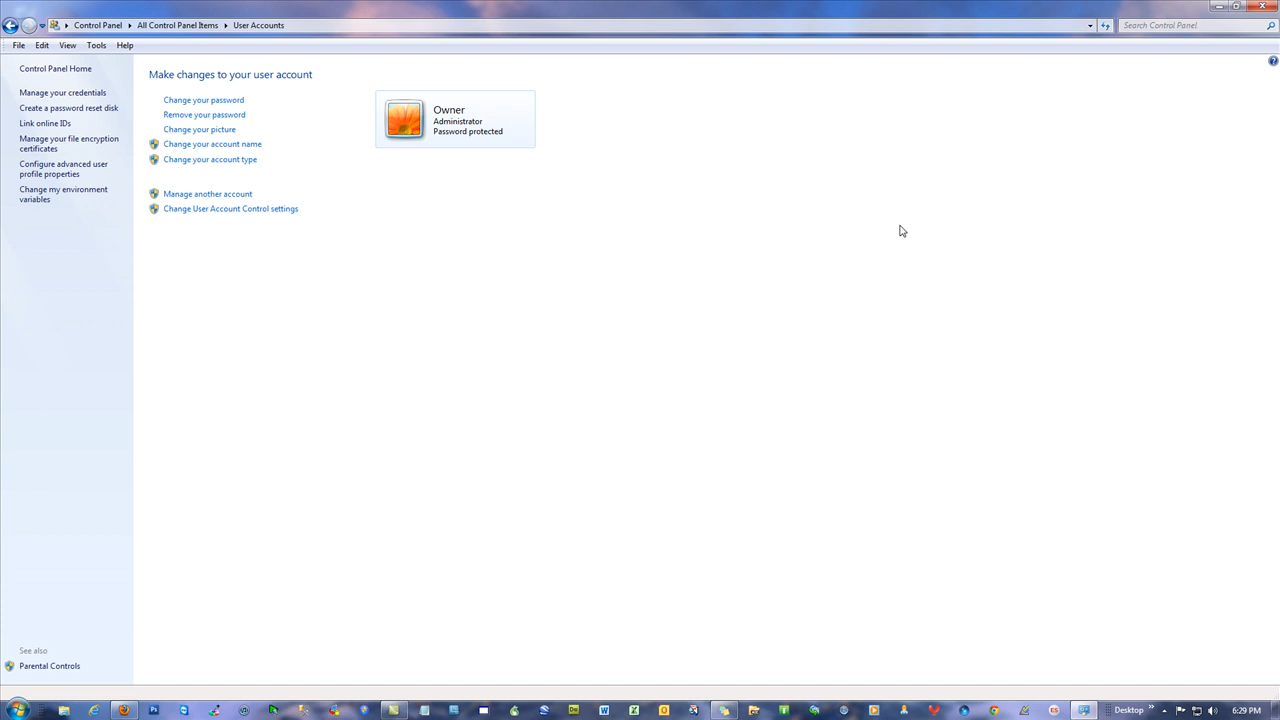 Control Panel All Control Panel Items User Accounts
Search Control Panel
File Edit View Tools Help
Control Panel Home
Manage your credentials
Create a password reset disk
Link online IDs
Manage your file encryption
certificates
Configure advanced user
profile properties
Change my environment
variables
Make changes to your user account
Change your password
Remove your password
Change your picture
Change your account name
Change your account type
Manage another account
Change User Account Control settings
Owner
Administrator
Password protected
See also
Parental Controls
Desktop
6:29 PM